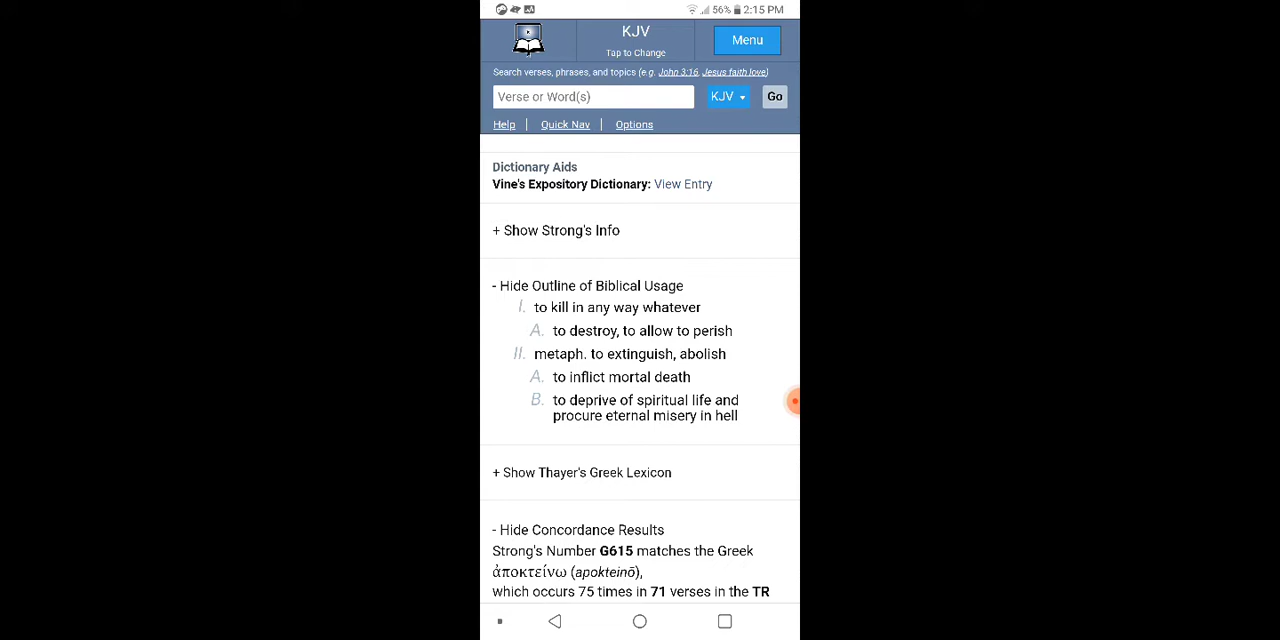 56% 2:15 PM
KJV
Tap to Change
Menu
Search verses, phrases, and topics (e.g. John 3:16, Jesus faith love)
Verse or Word(s) KJV Go
Help | Quick Nav | Options
Dictionary Aids
Vine's Expository Dictionary: View Entry
+ Show Strong's Info
- Hide Outline of Biblical Usage
I. to kill in any way whatever
A. to destroy, to allow to perish
II. metaph. to extinguish, abolish
A. to inflict mortal death
B. to deprive of spiritual life and
procure eternal misery in hell
+ Show Thayer's Greek Lexicon
- Hide Concordance Results
Strong's Number G615 matches the Greek
ἀποκτείνω (apokteinō),
which occurs 75 times in 71 verses in the TR